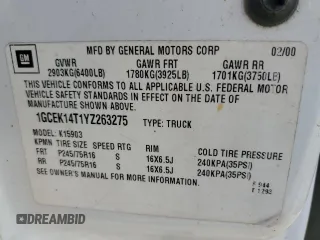 GM
MFD BY GENERAL MOTORS CORP 02/00
GVWR GAWR FRT GAWR RR
2903KG(6400LB) 1780KG(3925LB) 1701KG(3750LB)
THIS VEHICLE CONFORMS TO ALL APPLICABLE U.S. FEDERAL MOTOR
VEHICLE SAFETY STANDARDS IN EFFECT ON THE DATE OF
MANUFACTURE SHOWN ABOVE.
1GCEK14T1YZ263275 TYPE: TRUCK
MODEL: K15903
KPMN TIRE SIZE SPEED RTG RIM COLD TIRE PRESSURE
FRT P245/75R16 S 16X6.5J 240KPA(35PSI)
RR P245/75R16 S 16X6.5J 240KPA(35PSI)
SEE OWNER'S MANUAL FOR ADDITIONAL INFORMATION.
DREAMBID